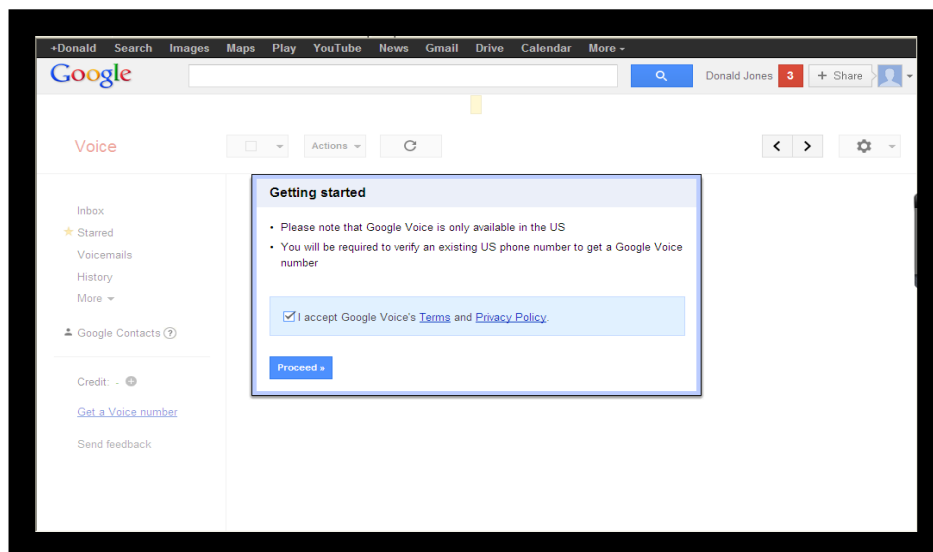 +Donald Search Images Maps Play YouTube News Gmail Drive Calendar More
Google Donald Jones 3 + Share
Voice Actions
Getting started
Inbox
Starred
Voicemails
History
More
Google Contacts ?
Credit: -
Get a Voice number
Send feedback
• Please note that Google Voice is only available in the US
• You will be required to verify an existing US phone number to get a Google Voice
number
I accept Google Voice's Terms and Privacy Policy.
Proceed »